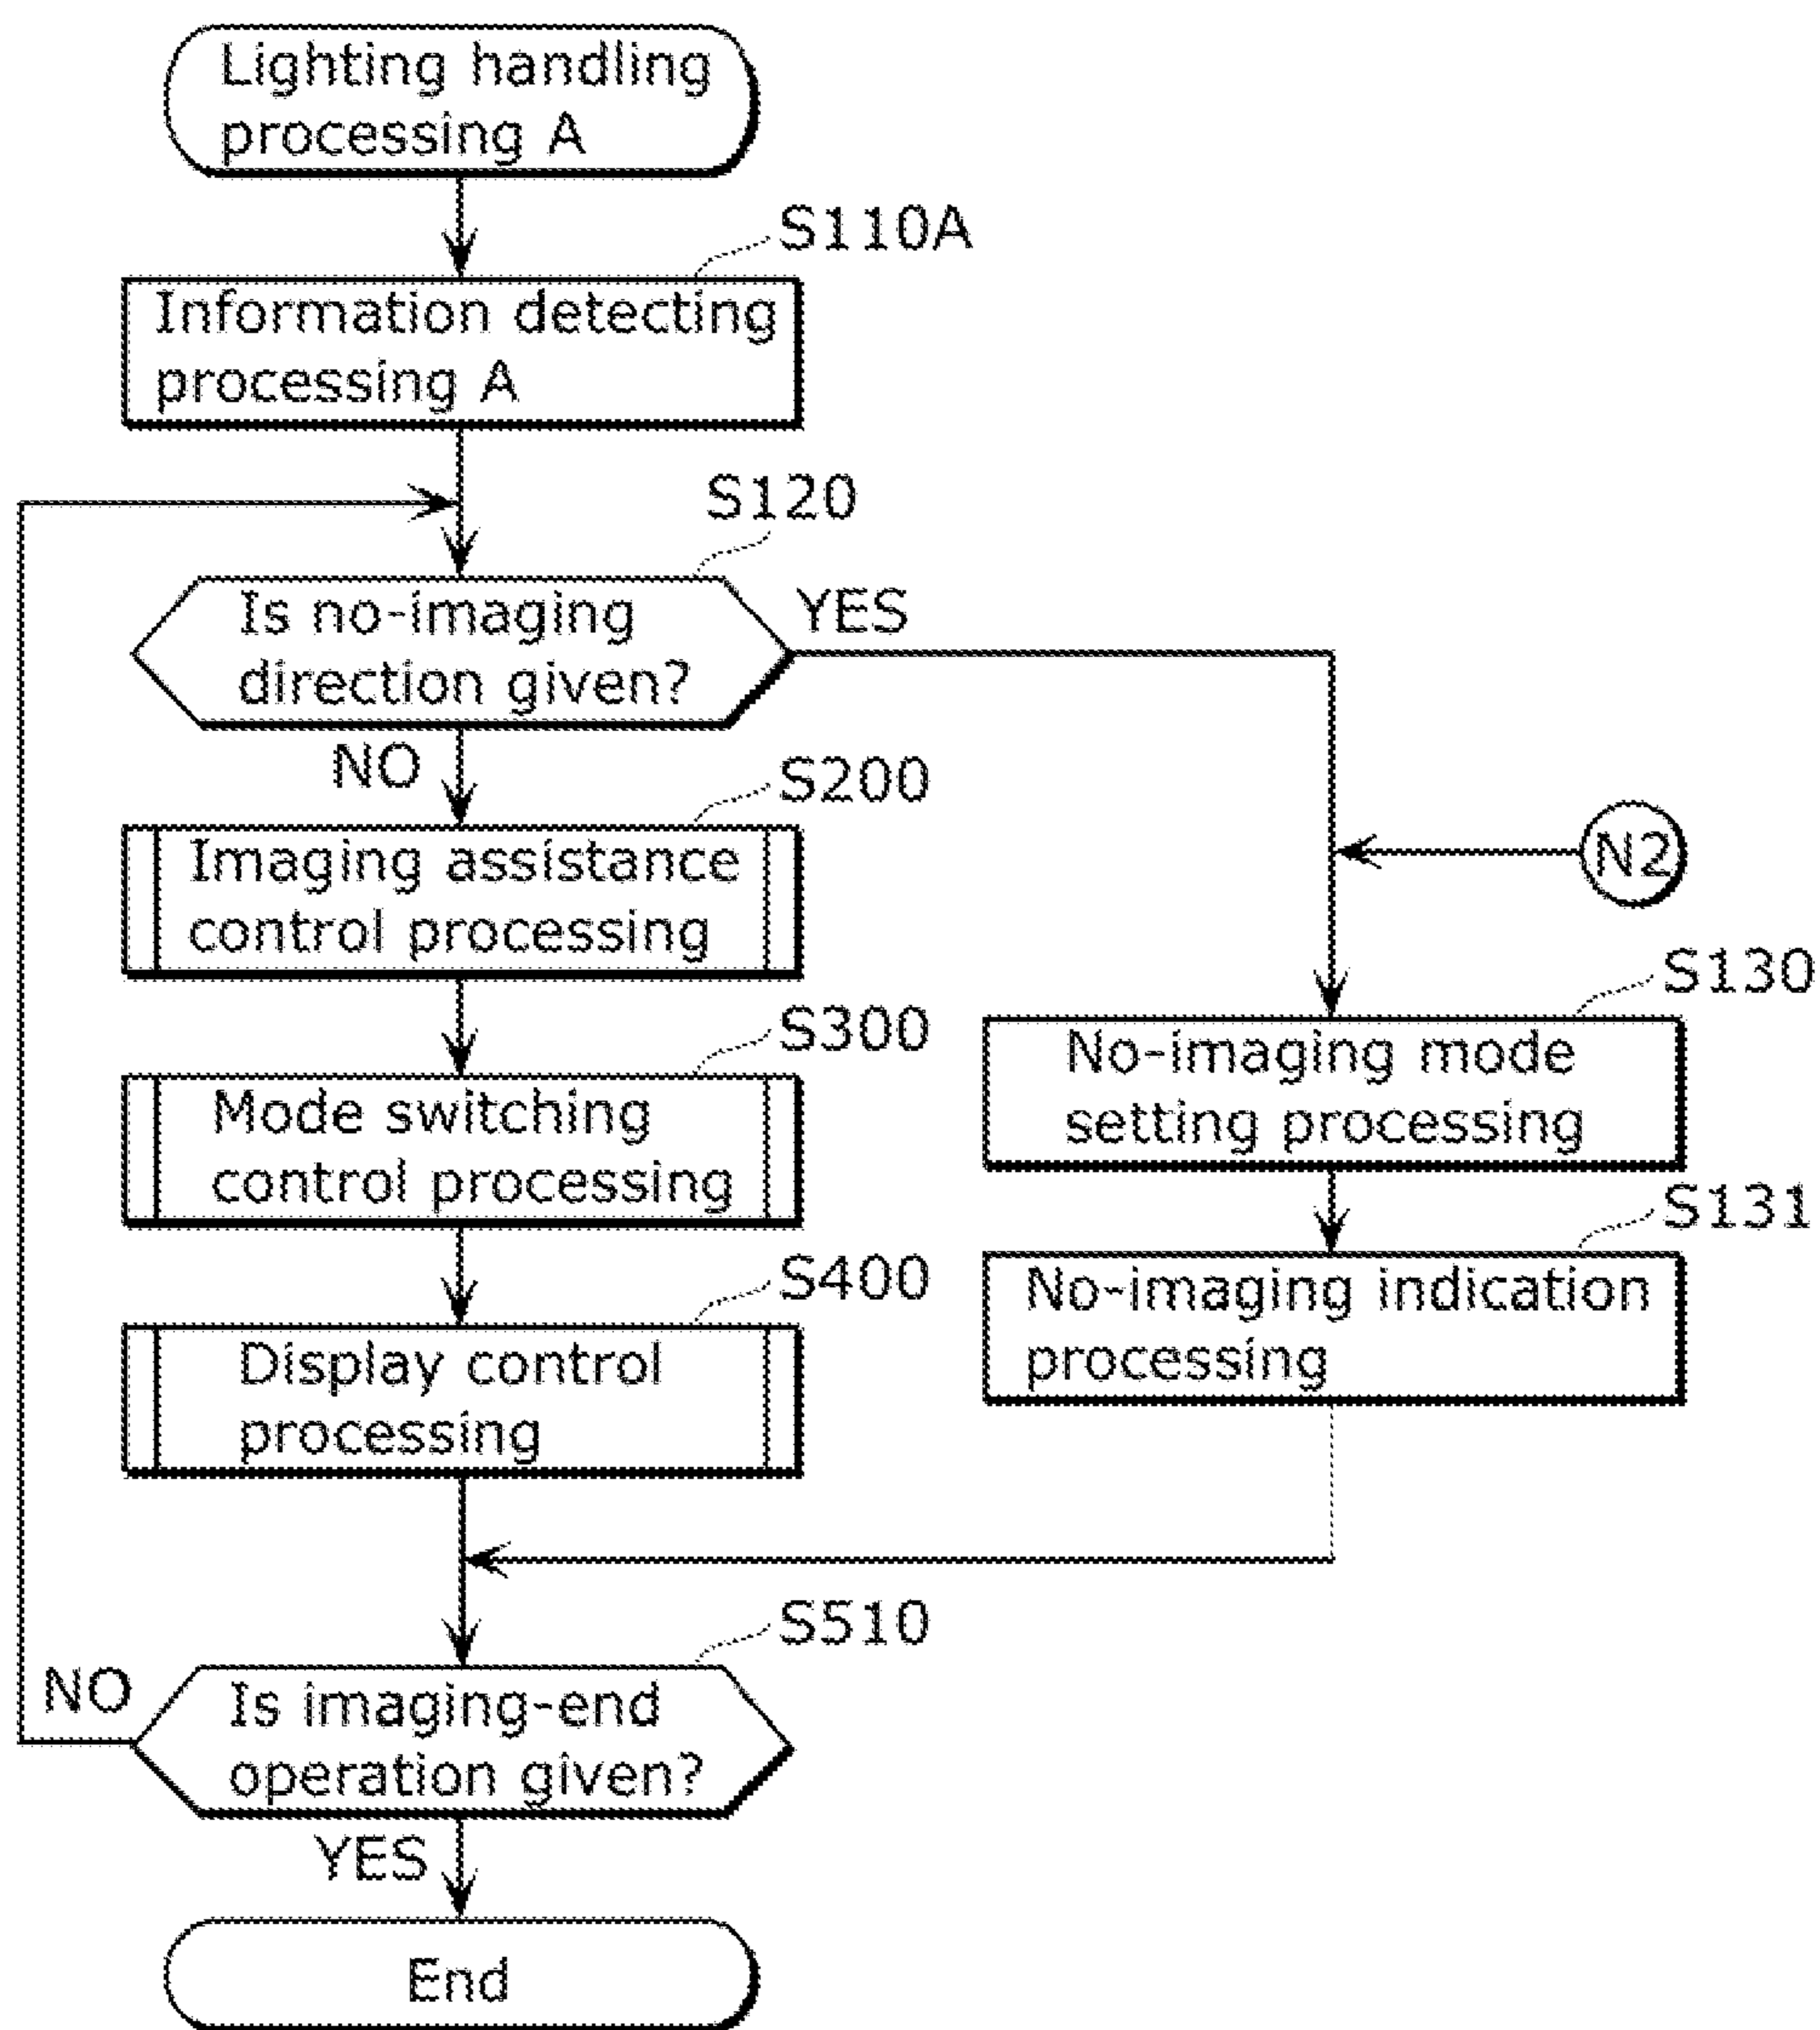 Lighting handling
processing A
S110A
Information detecting
processing A
S120
Is no-imaging
direction given?
YES
NO
S200
Imaging assistance
control processing
N2
S130
No-imaging mode
setting processing
S300
Mode switching
control processing
S131
No-imaging indication
processing
S400
Display control
processing
S510
NO
Is imaging-end
operation given?
YES
End